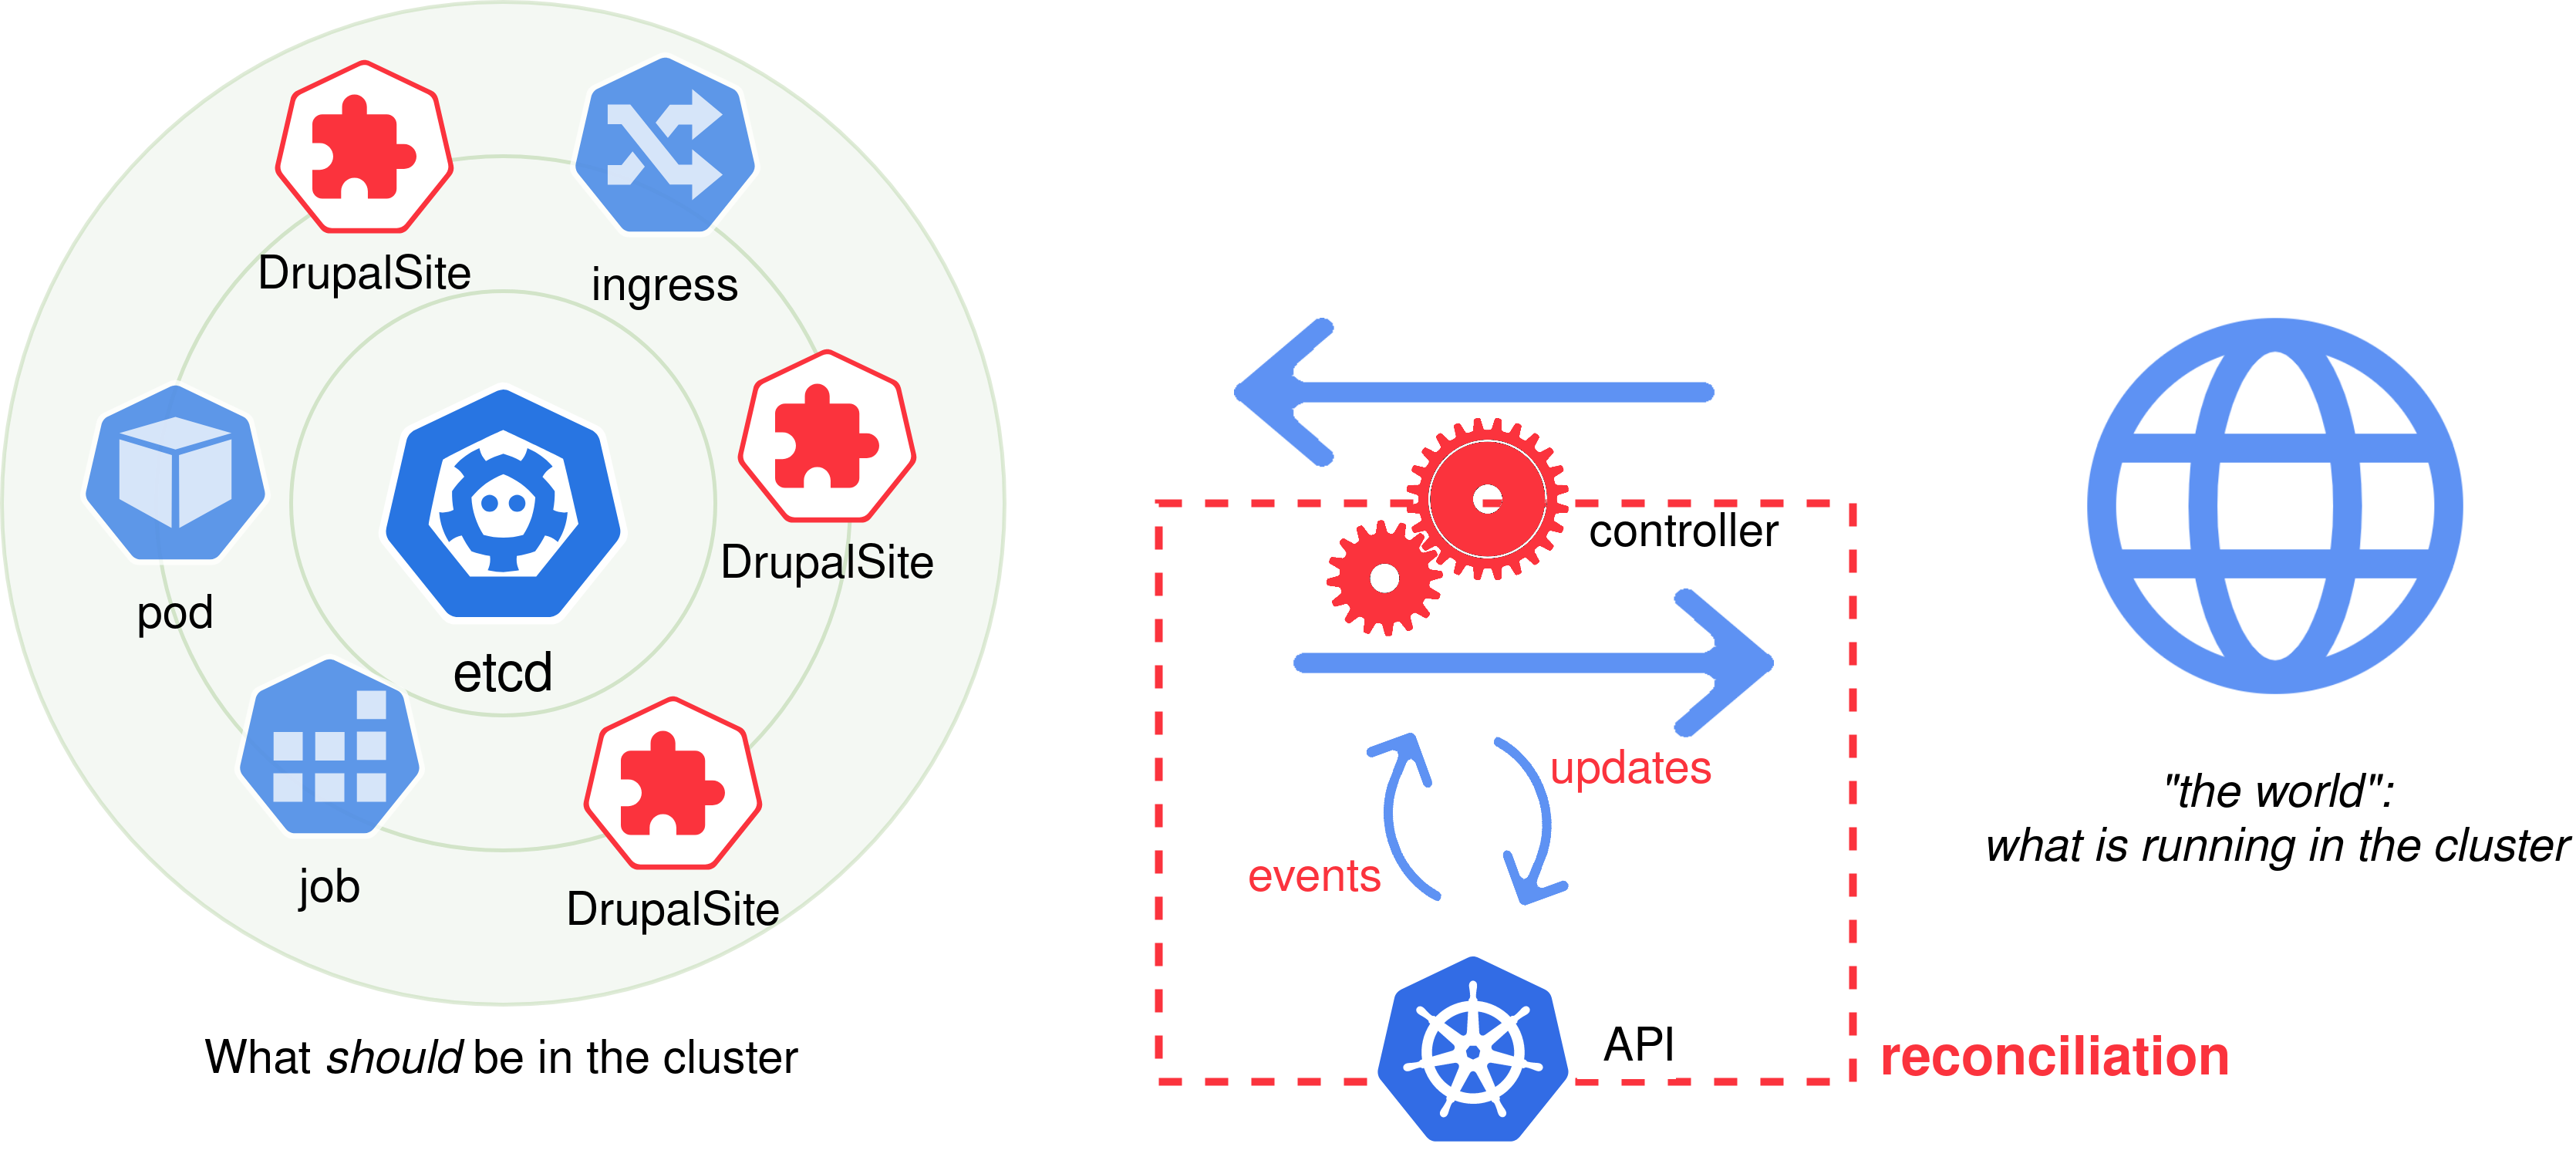 DrupalSite
ingress
DrupalSite
pod
etcd
job
DrupalSite
What should be in the cluster
controller
updates
events
API
reconciliation
"the world":
what is running in the cluster